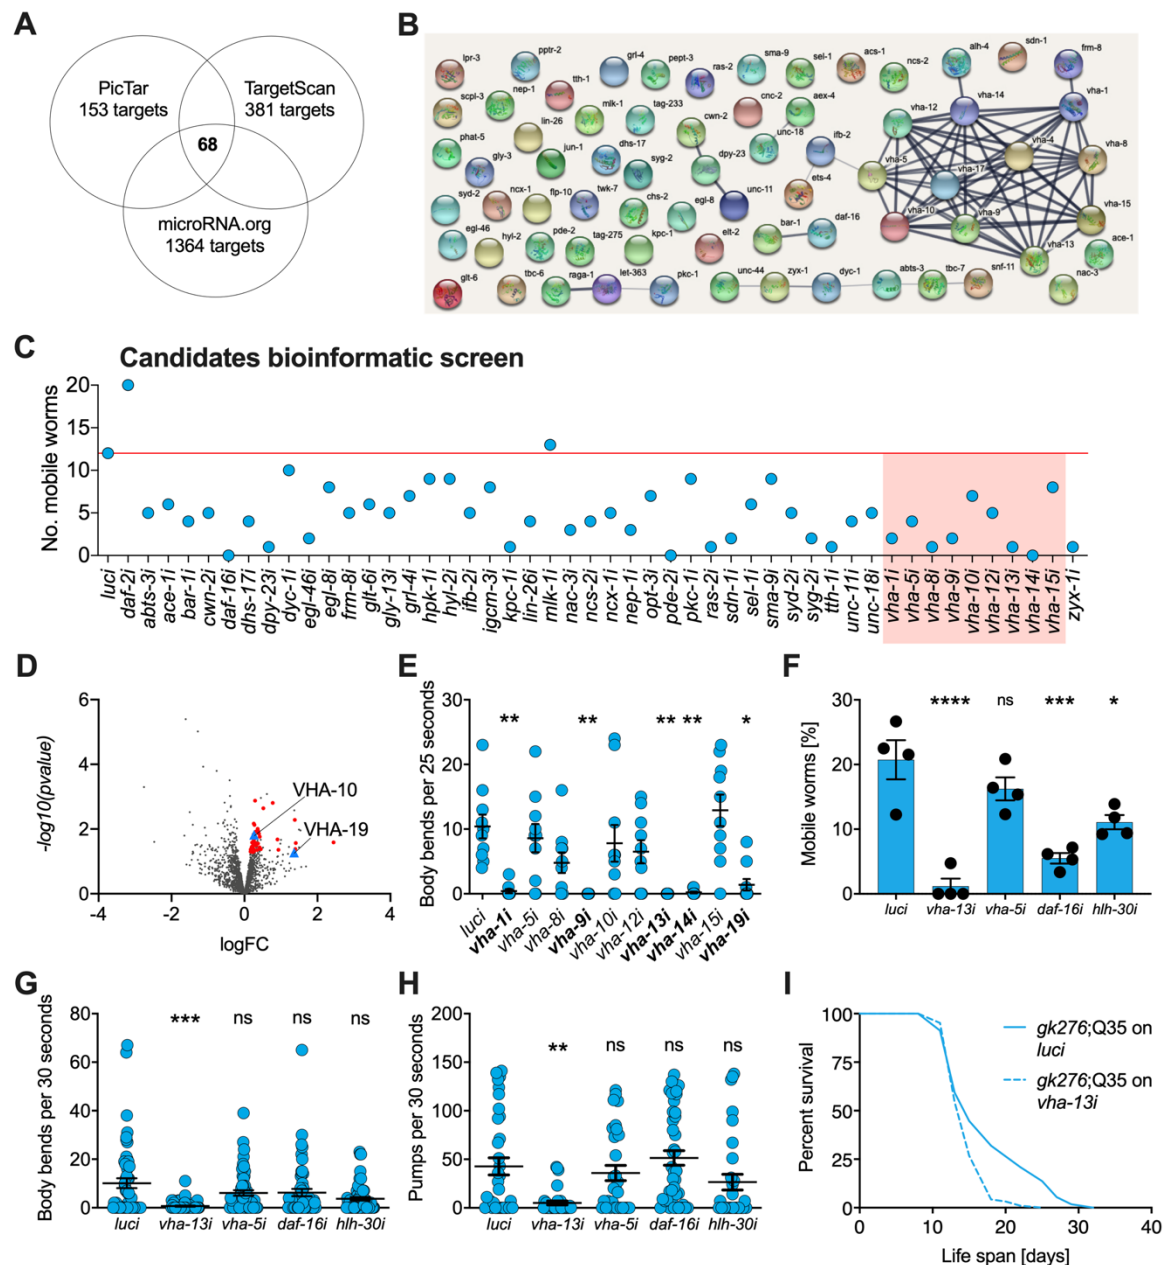 A
PicTar
153 targets
TargetScan
381 targets
68
microRNA.org
1364 targets
B
lpr-3
pptr-2
grl-4
pept-3
ras-2
sma-9
sel-1
acs-1
ncs-2
alh-4
sdn-1
frm-8
scpl-3
nep-1
tth-1
mlk-1
tag-233
cwn-2
cnc-2
aex-4
vha-12
vha-14
vha-1
lin-26
unc-18
ifb-2
phat-5
gly-3
jun-1
dhs-17
syg-2
dpy-23
vha-5
vha-4
vha-8
vha-17
ets-4
syd-2
ncx-1
flp-10
twk-7
chs-2
egl-8
unc-11
vha-10
vha-9
vha-15
egl-46
hyl-2
pde-2
tag-275
kpc-1
elt-2
bar-1
daf-16
vha-13
ace-1
glt-6
tbc-6
raga-1
let-363
pkc-1
unc-44
zyx-1
dyc-1
abts-3
tbc-7
snf-11
nac-3
C
Candidates bioinformatic screen
No. mobile worms
20
15
10
5
0
luci
daf-2i
abts-3i
ace-1i
bar-1i
cwn-2i
daf-16i
dhs-17i
dpy-23i
dyc-1i
egl-46i
egl-8i
frm-8i
glt-6i
gly-13i
grl-4i
hpk-1i
hyl-2i
ifb-2i
igcm-3i
kpc-1i
lin-26i
mlk-1i
nac-3i
ncs-2i
ncx-1i
nep-1i
opt-3i
pde-2i
pkc-1i
ras-2i
sdn-1i
sel-1i
sma-9i
syd-2i
syg-2i
tth-1i
unc-11i
unc-18i
vha-1i
vha-5i
vha-8i
vha-9i
vha-10i
vha-12i
vha-13i
vha-14i
vha-15i
zyx-1i
D
-log10(pvalue)
6
4
2
0
VHA-10
VHA-19
-4
-2
0
2
4
logFC
E
Body bends per 25 seconds
30
20
10
0
**
**
**
**
*
luci
vha-1i
vha-5i
vha-8i
vha-9i
vha-10i
vha-12i
vha-13i
vha-14i
vha-15i
vha-19i
F
Mobile worms [%]
30
20
10
0
****
ns
***
*
luci
vha-13i
vha-5i
daf-16i
hlh-30i
G
Body bends per 30 seconds
80
60
40
20
0
***
ns
ns
ns
luci
vha-13i
vha-5i
daf-16i
hlh-30i
H
Pumps per 30 seconds
200
150
100
50
0
**
ns
ns
ns
luci
vha-13i
vha-5i
daf-16i
hlh-30i
I
Percent survival
100
75
50
25
0
gk276;Q35 on
luci
gk276;Q35 on
vha-13i
0
10
20
30
40
Life span [days]